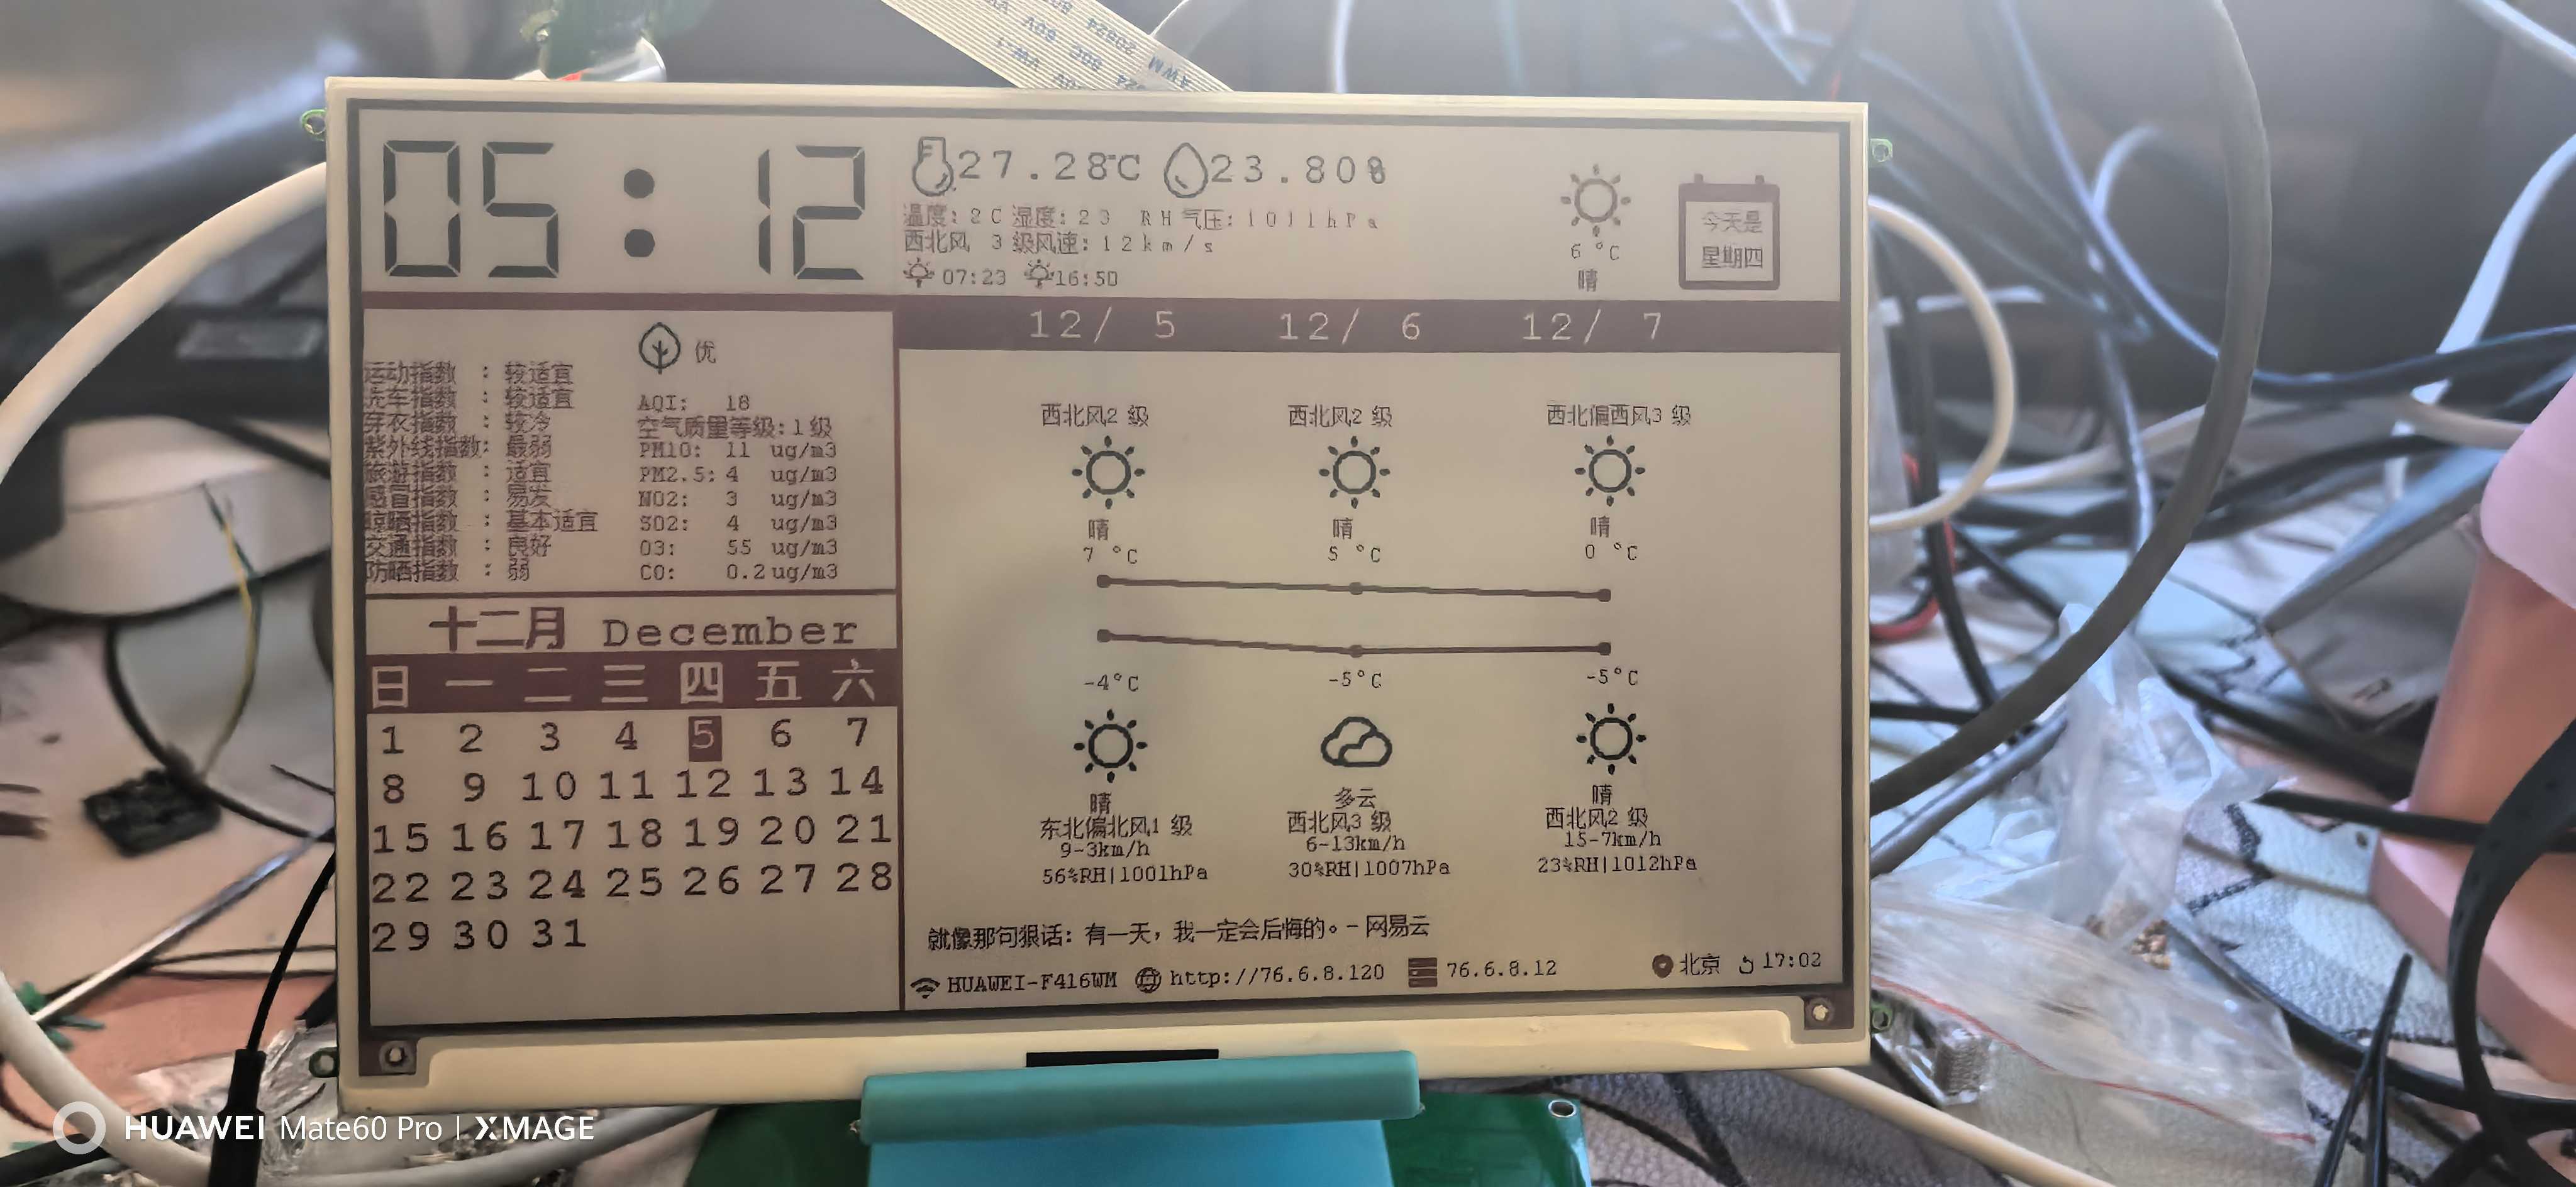 05:12
27.28℃ 23.80%
温度:2C 湿度:23 RH 气压:1011hPa
西北风 3 级风速:12km/s
07:23 16:50
6 °C
晴
今天是
星期四
12/ 5 12/ 6 12/ 7
优
运动指数 : 较适宜
洗车指数 : 较适宜
穿衣指数 : 较冷
紫外线指数: 最弱
旅游指数 : 适宜
感冒指数 : 易发
晾晒指数 : 基本适宜
交通指数 : 良好
防晒指数 : 弱
AQI: 18
空气质量等级:1级
PM10: 11 ug/m3
PM2.5: 4 ug/m3
NO2: 3 ug/m3
SO2: 4 ug/m3
O3: 55 ug/m3
CO: 0.2 ug/m3
西北风2 级 西北风2 级 西北偏西风3 级
晴 晴 晴
7 °C 5 °C 0 °C
-4°C -5°C -5°C
晴 多云 晴
东北偏北风1 级 西北风3 级 西北风2 级
9-3km/h 6-13km/h 15-7km/h
56%RH|1001hPa 30%RH|1007hPa 23%RH|1012hPa
十二月 December
日 一 二 三 四 五 六
1 2 3 4 5 6 7
8 9 10 11 12 13 14
15 16 17 18 19 20 21
22 23 24 25 26 27 28
29 30 31
就像那句狠话：有一天，我一定会后悔的。- 网易云
HUAWEI-F416WM http://76.6.8.120 76.6.8.12 北京 17:02
HUAWEI Mate60 Pro | XMAGE